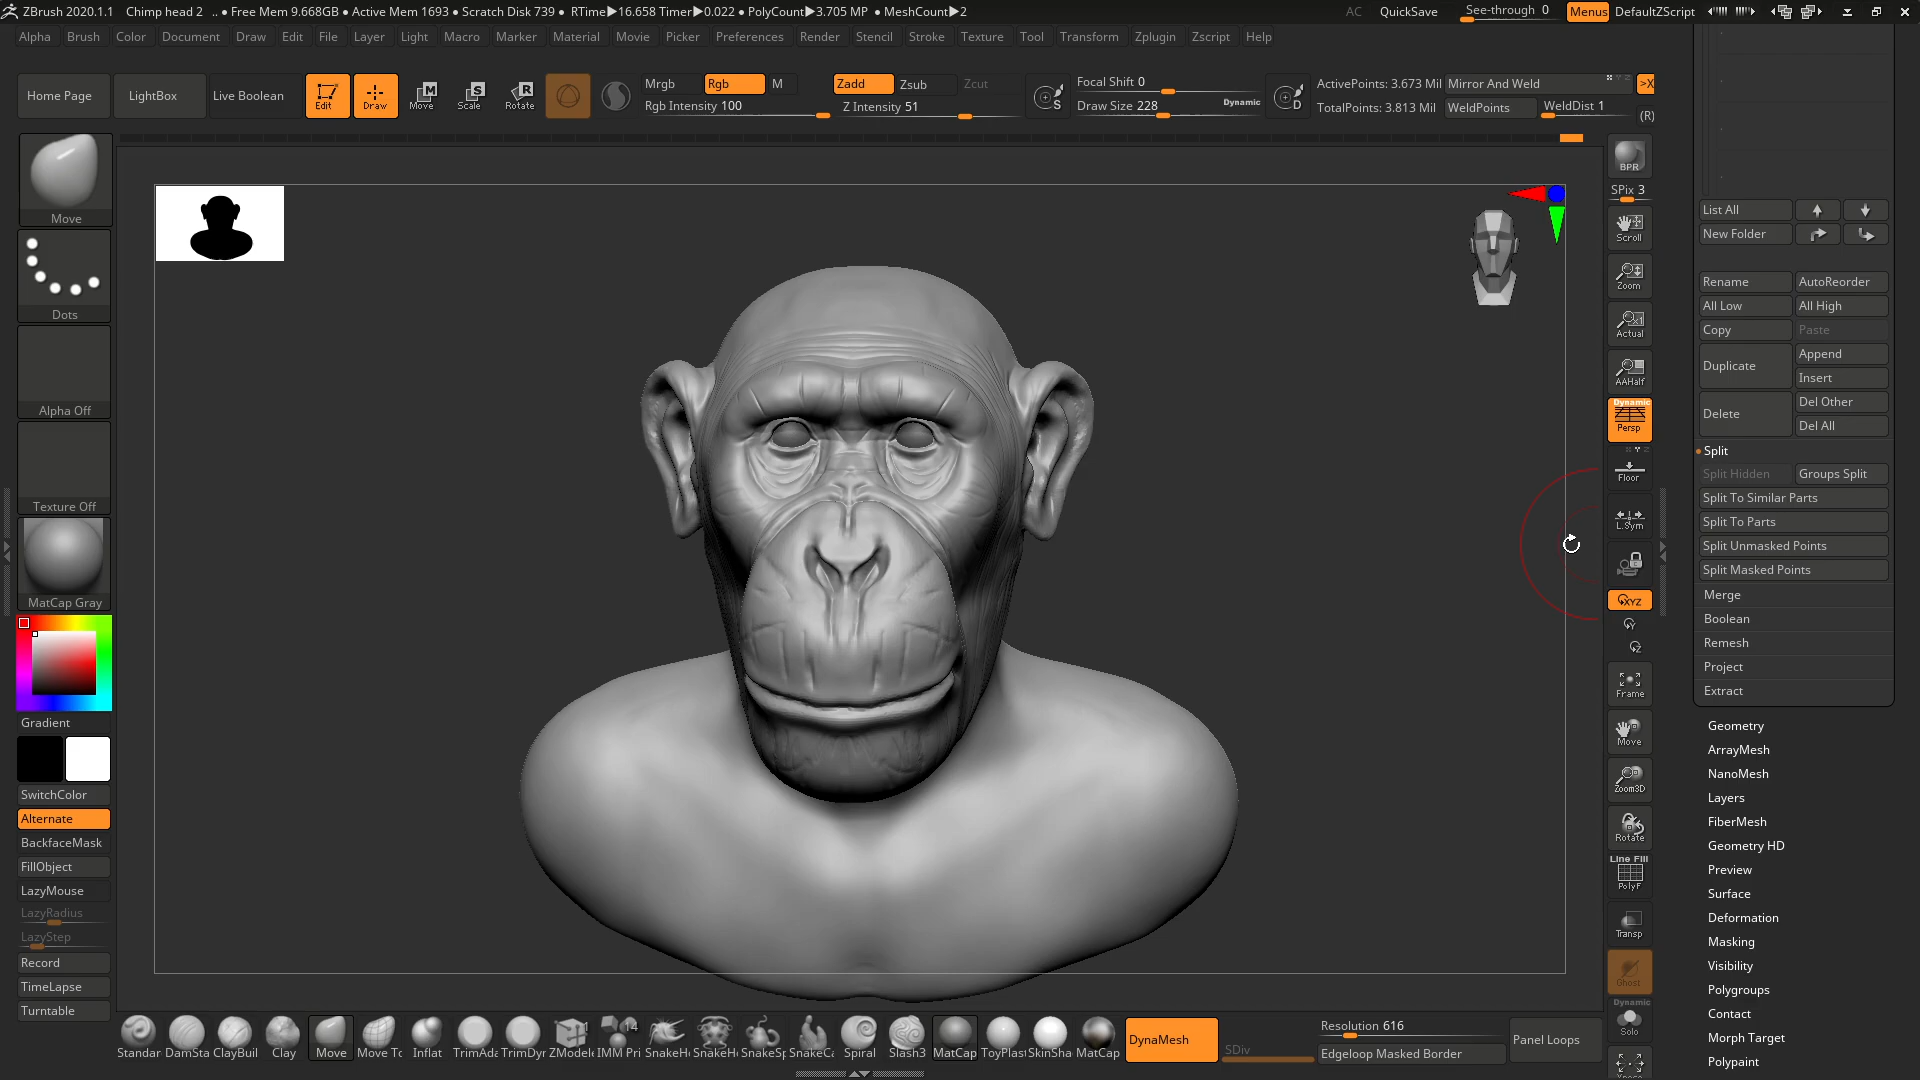 ZBrush 2020.1.1 Chimp head 2 .. ● Free Mem 9.668GB ● Active Mem 1693 ● Scratch Disk 739 ● RTime▶16.658 Timer▶0.022 ● PolyCount▶3.705 MP ● MeshCount▶2 AC QuickSave See-through 0 Menus DefaultZScript
Alpha Brush Color Document Draw Edit File Layer Light Macro Marker Material Movie Picker Preferences Render Stencil Stroke Texture Tool Transform Zplugin Zscript Help
Home Page LightBox Live Boolean Edit Draw Move Scale Rotate
Mrgb Rgb M Zadd Zsub Zcut
Rgb Intensity 100 Z Intensity 51
Focal Shift 0
Draw Size 228 Dynamic
ActivePoints: 3.673 Mil Mirror And Weld >X
TotalPoints: 3.813 Mil WeldPoints WeldDist 1 (R)
Move
Dots
Alpha Off
Texture Off
MatCap Gray
Gradient
SwitchColor
Alternate
BackfaceMask
FillObject
LazyMouse
LazyRadius
LazyStep
Record
TimeLapse
Turntable
BPR
SPix 3
Scroll
Zoom
Actual
AAHalf
Dynamic
Persp
Floor
L.Sym
XYZ
Y
Z
Frame
Move
Zoom3D
Rotate
Line Fill
PolyF
Transp
Ghost
Dynamic
Solo
Xpose
List All
New Folder
Rename AutoReorder
All Low All High
Copy Paste
Duplicate Append
Insert
Delete Del Other
Del All
Split
Split Hidden Groups Split
Split To Similar Parts
Split To Parts
Split Unmasked Points
Split Masked Points
Merge
Boolean
Remesh
Project
Extract
Geometry
ArrayMesh
NanoMesh
Layers
FiberMesh
Geometry HD
Preview
Surface
Deformation
Masking
Visibility
Polygroups
Contact
Morph Target
Polypaint
1 14
Standar DamSta ClayBuil Clay Move Move To Inflat TrimAda TrimDyr ZModele IMM Pri SnakeHo SnakeHo SnakeSp SnakeCa Spiral Slash3 MatCap ToyPlast SkinSha MatCap
DynaMesh SDiv Resolution 616
Edgeloop Masked Border
Panel Loops